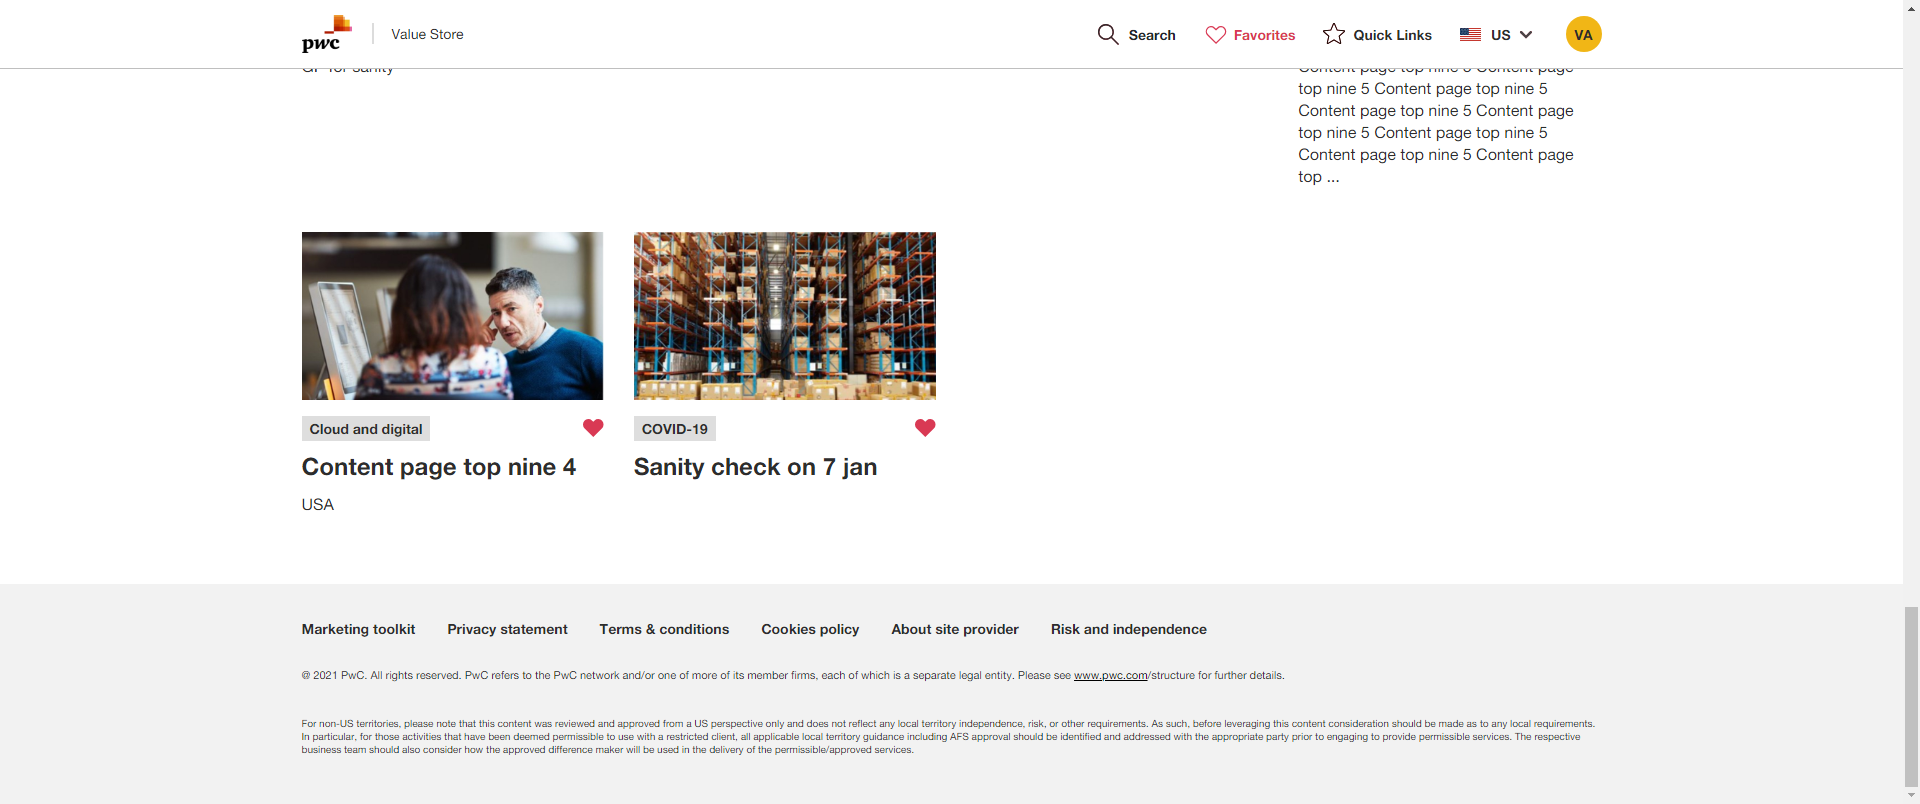 pwc
Value Store
Search
Favorites
Quick Links
US
VA
GP for sanity
Content page top nine 5 Content page
top nine 5 Content page top nine 5
Content page top nine 5 Content page
top nine 5 Content page top nine 5
Content page top nine 5 Content page
top ...
Cloud and digital
Content page top nine 4
USA
COVID-19
Sanity check on 7 jan
Marketing toolkit
Privacy statement
Terms & conditions
Cookies policy
About site provider
Risk and independence
@ 2021 PwC. All rights reserved. PwC refers to the PwC network and/or one of more of its member firms, each of which is a separate legal entity. Please see www.pwc.com/structure for further details.
For non-US territories, please note that this content was reviewed and approved from a US perspective only and does not reflect any local territory independence, risk, or other requirements. As such, before leveraging this content consideration should be made as to any local requirements.
In particular, for those activities that have been deemed permissible to use with a restricted client, all applicable local territory guidance including AFS approval should be identified and addressed with the appropriate party prior to engaging to provide permissible services. The respective
business team should also consider how the approved difference maker will be used in the delivery of the permissible/approved services.